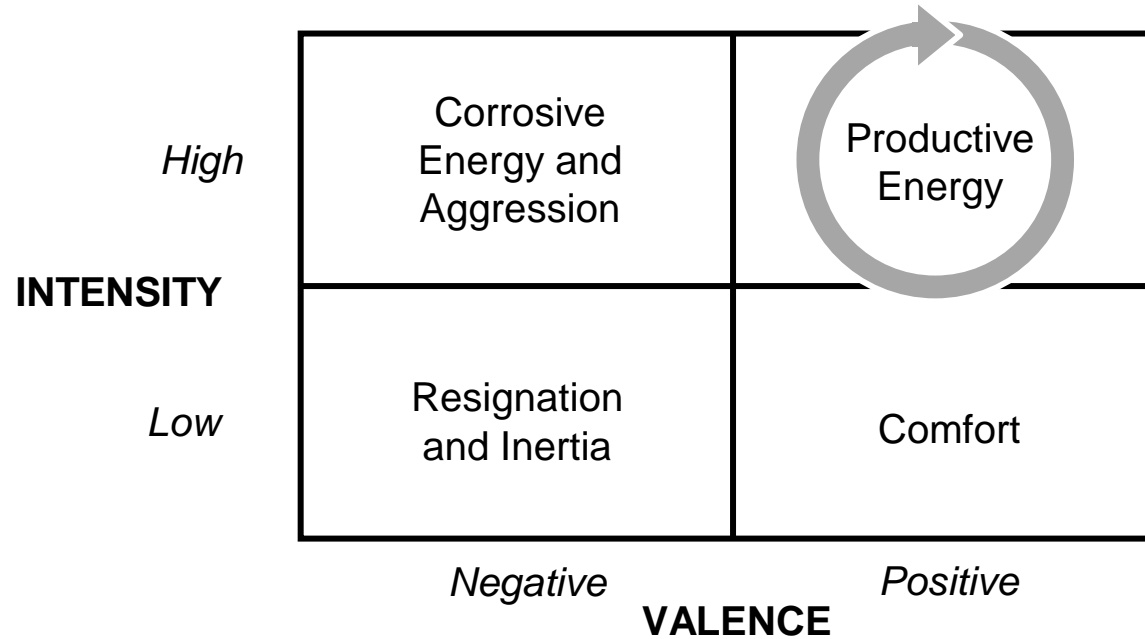 Corrosive
Energy and
Aggression
Productive
Energy
High
INTENSITY
Resignation
and Inertia
Comfort
Low
Negative
Positive
VALENCE